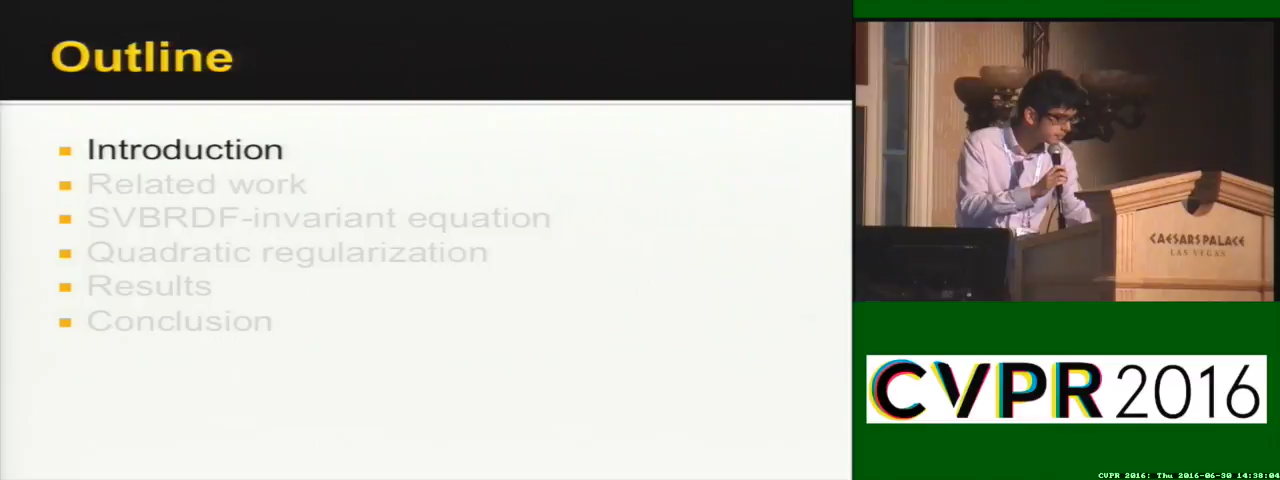 Outline
Introduction
Related work
SVBRDF-invariant equation
Quadratic regularization
Results
Conclusion
CAESARS PALACE
LAS VEGAS
CVPR 2016
CVPR 2016: Thu 2016-06-30 14:38:04